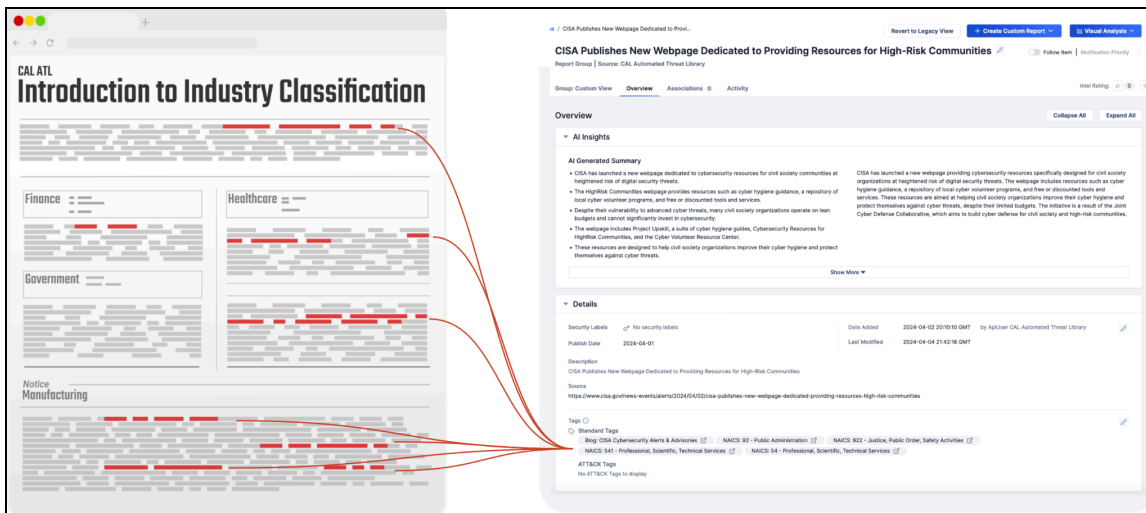 CAL ATL
Introduction to Industry Classification
Finance
Healthcare
Government
Notice
Manufacturing
/ CISA Publishes New Webpage Dedicated to Provi...
Revert to Legacy View
+ Create Custom Report
Visual Analysis
CISA Publishes New Webpage Dedicated to Providing Resources for High-Risk Communities
Follow Item | Notification Priority
Report Group | Source: CAL Automated Threat Library
Group: Custom View Overview Associations 0 Activity
Intel Rating: 0
Overview
Collapse All
Expand All
AI Insights
AI Generated Summary
• CISA has launched a new webpage dedicated to cybersecurity resources for civil society communities at
heightened risk of digital security threats.
• The HighRisk Communities webpage provides resources such as cyber hygiene guidance, a repository of
local cyber volunteer programs, and free or discounted tools and services.
• Despite their vulnerability to advanced cyber threats, many civil society organizations operate on lean
budgets and cannot significantly invest in cybersecurity.
• The webpage includes Project Upskill, a suite of cyber hygiene guides, Cybersecurity Resources for
HighRisk Communities, and the Cyber Volunteer Resource Center.
• These resources are designed to help civil society organizations improve their cyber hygiene and protect
themselves against cyber threats.
CISA has launched a new webpage providing cybersecurity resources specifically designed for civil society
organizations at heightened risk of digital security threats. The webpage includes resources such as cyber
hygiene guidance, a repository of local cyber volunteer programs, and free or discounted tools and
services. These resources are aimed at helping civil society organizations improve their cyber hygiene and
protect themselves against cyber threats, despite their limited budgets. The initiative is a result of the Joint
Cyber Defense Collaborative, which aims to build cyber defense for civil society and high-risk communities.
Show More
Details
Security Labels No security labels
Date Added 2024-04-02 20:10:10 GMT by ApiUser CAL Automated Threat Library
Publish Date 2024-04-01
Last Modified 2024-04-04 21:42:16 GMT
Description
CISA Publishes New Webpage Dedicated to Providing Resources for High-Risk Communities
Source
https://www.cisa.gov/news-events/alerts/2024/04/02/cisa-publishes-new-webpage-dedicated-providing-resources-high-risk-communities
Tags
Standard Tags
Blog: CISA Cybersecurity Alerts & Advisories NAICS: 92 - Public Administration NAICS: 922 - Justice, Public Order, Safety Activities
NAICS: 541 - Professional, Scientific, Technical Services NAICS: 54 - Professional, Scientific, Technical Services
ATT&CK Tags
No ATT&CK Tags to display